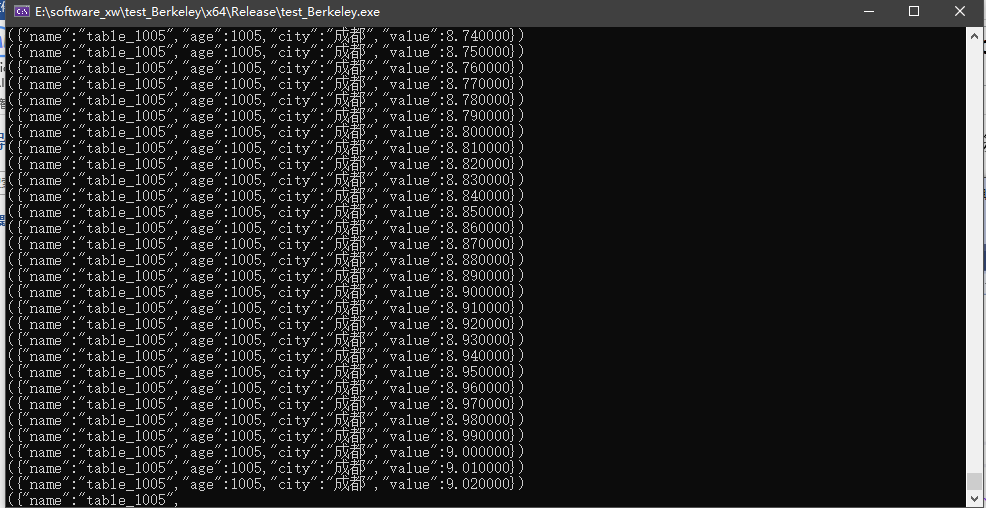 E:\software_xw\test_Berkeley\x64\Release\test_Berkeley.exe
({"name":"table_1005","age":1005,"city":"成都","value":8.740000})
({"name":"table_1005","age":1005,"city":"成都","value":8.750000})
({"name":"table_1005","age":1005,"city":"成都","value":8.760000})
({"name":"table_1005","age":1005,"city":"成都","value":8.770000})
({"name":"table_1005","age":1005,"city":"成都","value":8.780000})
({"name":"table_1005","age":1005,"city":"成都","value":8.790000})
({"name":"table_1005","age":1005,"city":"成都","value":8.800000})
({"name":"table_1005","age":1005,"city":"成都","value":8.810000})
({"name":"table_1005","age":1005,"city":"成都","value":8.820000})
({"name":"table_1005","age":1005,"city":"成都","value":8.830000})
({"name":"table_1005","age":1005,"city":"成都","value":8.840000})
({"name":"table_1005","age":1005,"city":"成都","value":8.850000})
({"name":"table_1005","age":1005,"city":"成都","value":8.860000})
({"name":"table_1005","age":1005,"city":"成都","value":8.870000})
({"name":"table_1005","age":1005,"city":"成都","value":8.880000})
({"name":"table_1005","age":1005,"city":"成都","value":8.890000})
({"name":"table_1005","age":1005,"city":"成都","value":8.900000})
({"name":"table_1005","age":1005,"city":"成都","value":8.910000})
({"name":"table_1005","age":1005,"city":"成都","value":8.920000})
({"name":"table_1005","age":1005,"city":"成都","value":8.930000})
({"name":"table_1005","age":1005,"city":"成都","value":8.940000})
({"name":"table_1005","age":1005,"city":"成都","value":8.950000})
({"name":"table_1005","age":1005,"city":"成都","value":8.960000})
({"name":"table_1005","age":1005,"city":"成都","value":8.970000})
({"name":"table_1005","age":1005,"city":"成都","value":8.980000})
({"name":"table_1005","age":1005,"city":"成都","value":8.990000})
({"name":"table_1005","age":1005,"city":"成都","value":9.000000})
({"name":"table_1005","age":1005,"city":"成都","value":9.010000})
({"name":"table_1005","age":1005,"city":"成都","value":9.020000})
({"name":"table_1005",